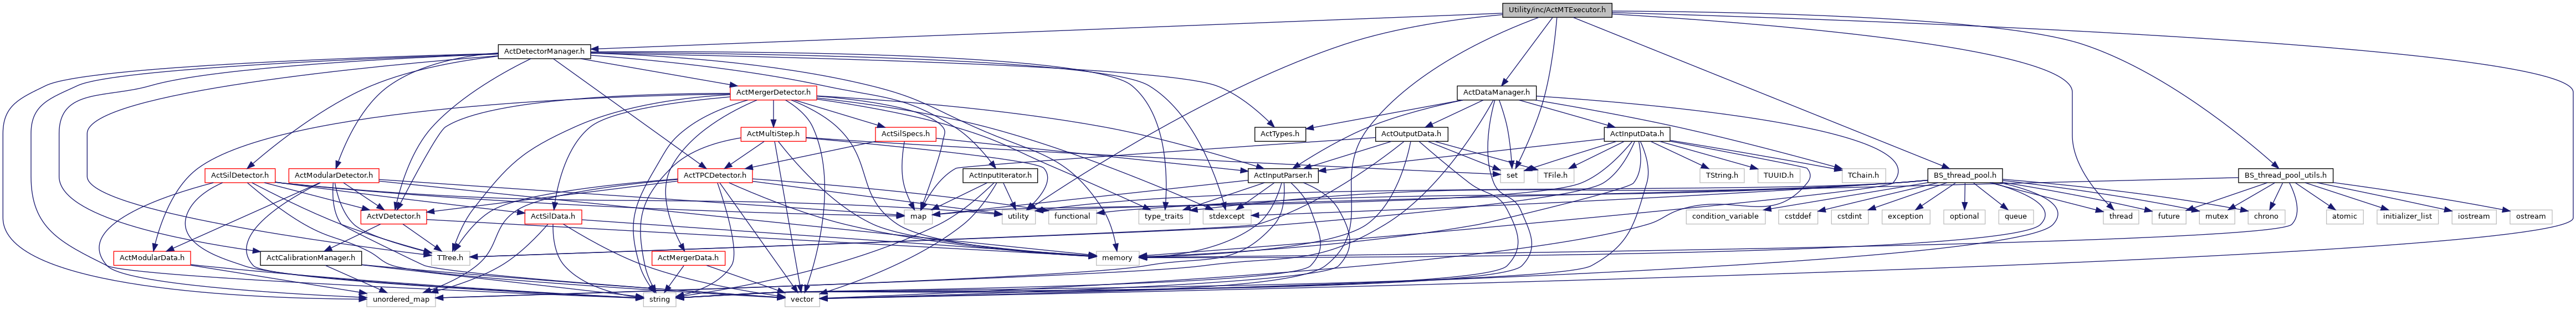 Utility/inc/ActMTExecutor.h
ActDetectorManager.h
ActMergerDetector.h
ActDataManager.h
ActMultiStep.h
ActSilSpecs.h
ActTypes.h
ActOutputData.h
ActInputData.h
ActSilDetector.h
ActModularDetector.h
ActTPCDetector.h
ActInputIterator.h
ActInputParser.h
set
TFile.h
TString.h
TUUID.h
TChain.h
BS_thread_pool.h
BS_thread_pool_utils.h
ActVDetector.h
ActSilData.h
map
utility
functional
type_traits
stdexcept
condition_variable
cstddef
cstdint
exception
optional
queue
thread
future
mutex
chrono
atomic
initializer_list
iostream
ostream
ActModularData.h
ActCalibrationManager.h
TTree.h
ActMergerData.h
memory
unordered_map
string
vector